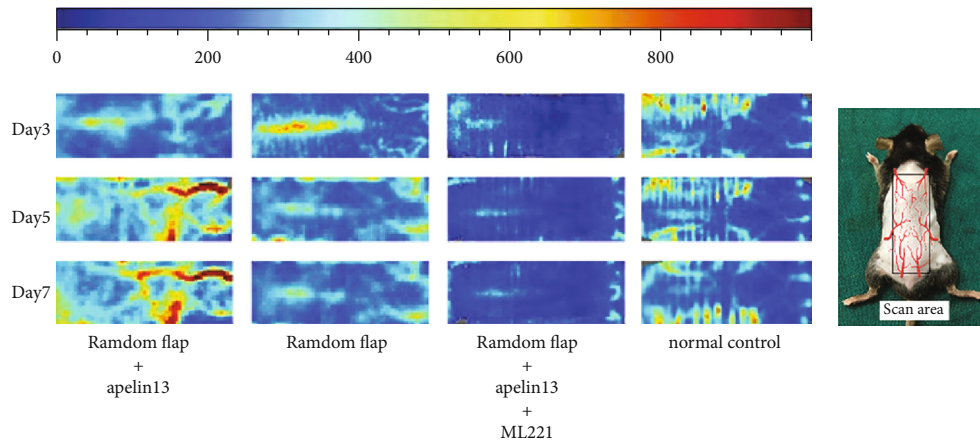 0 200 400 600 800
Day3
Day5
Day7
Ramdom flap
+
apelin13
Ramdom flap
Ramdom flap
+
apelin13
+
ML221
normal control
Scan area